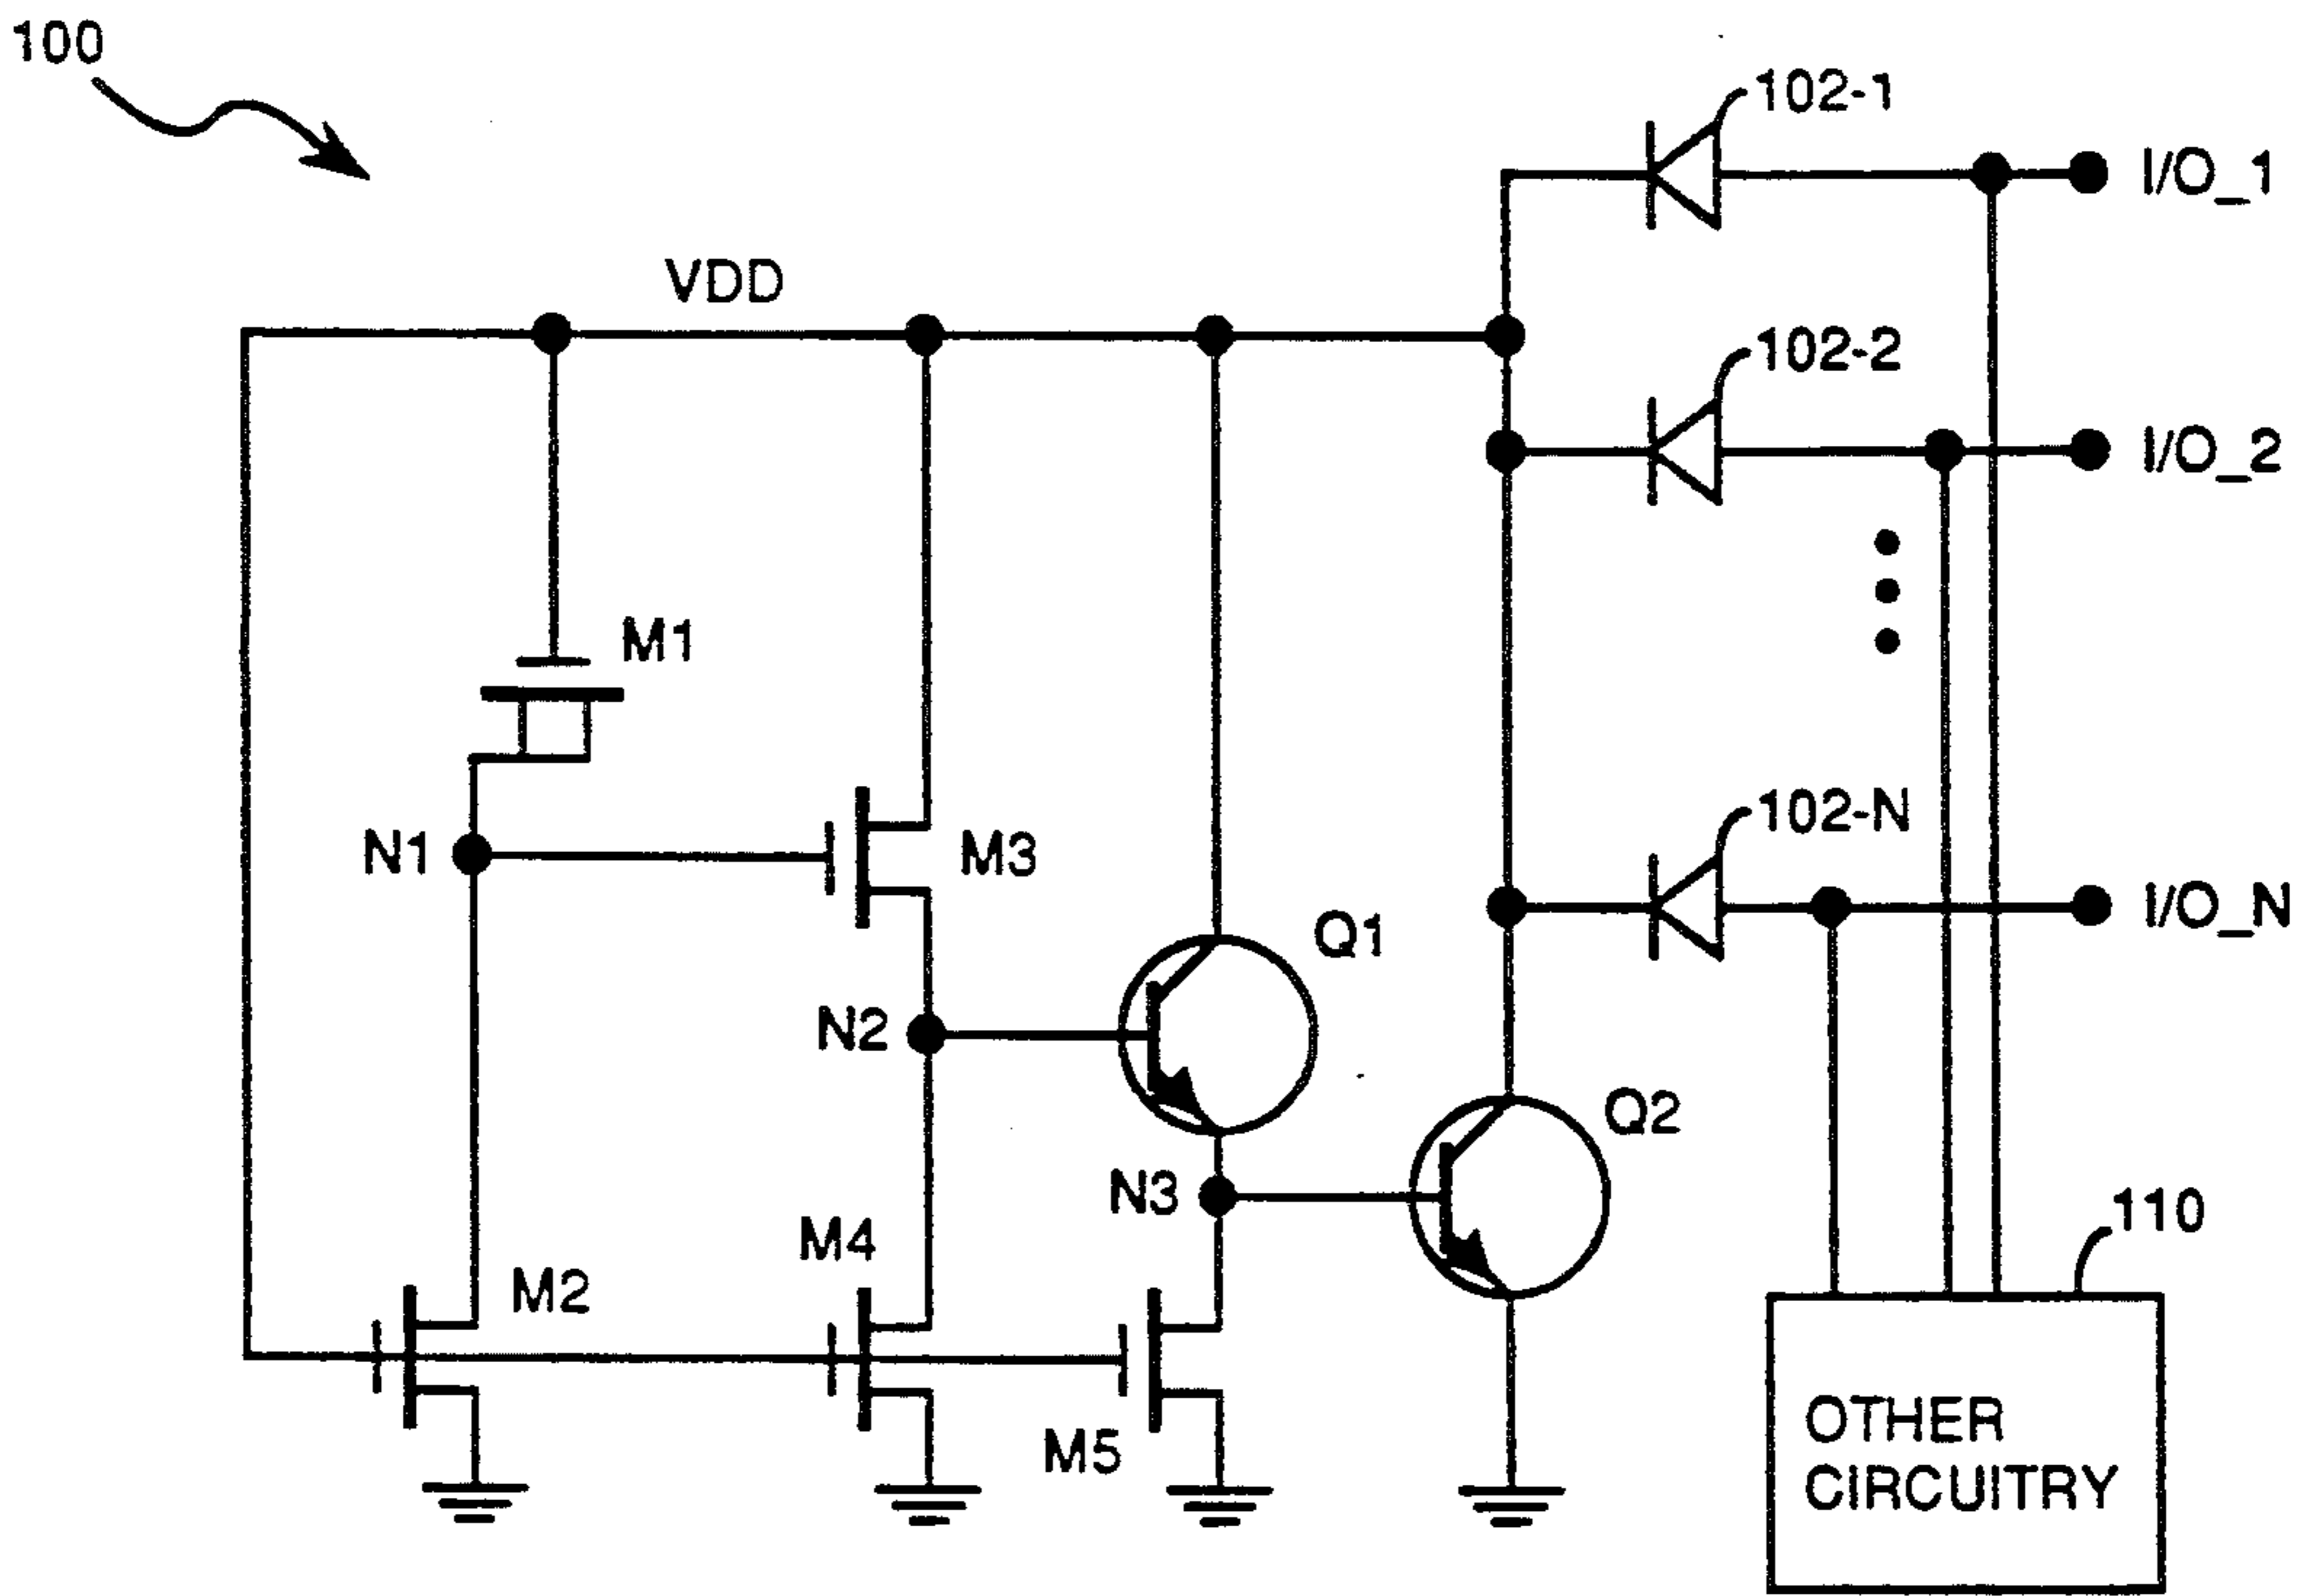 100
102-1
I/O_1
VDD
102-2
I/O_2
M1
102-N
N1
M3
I/O_N
Q1
N2
Q2
N3
110
M4
M2
M5
OTHER
CIRCUITRY